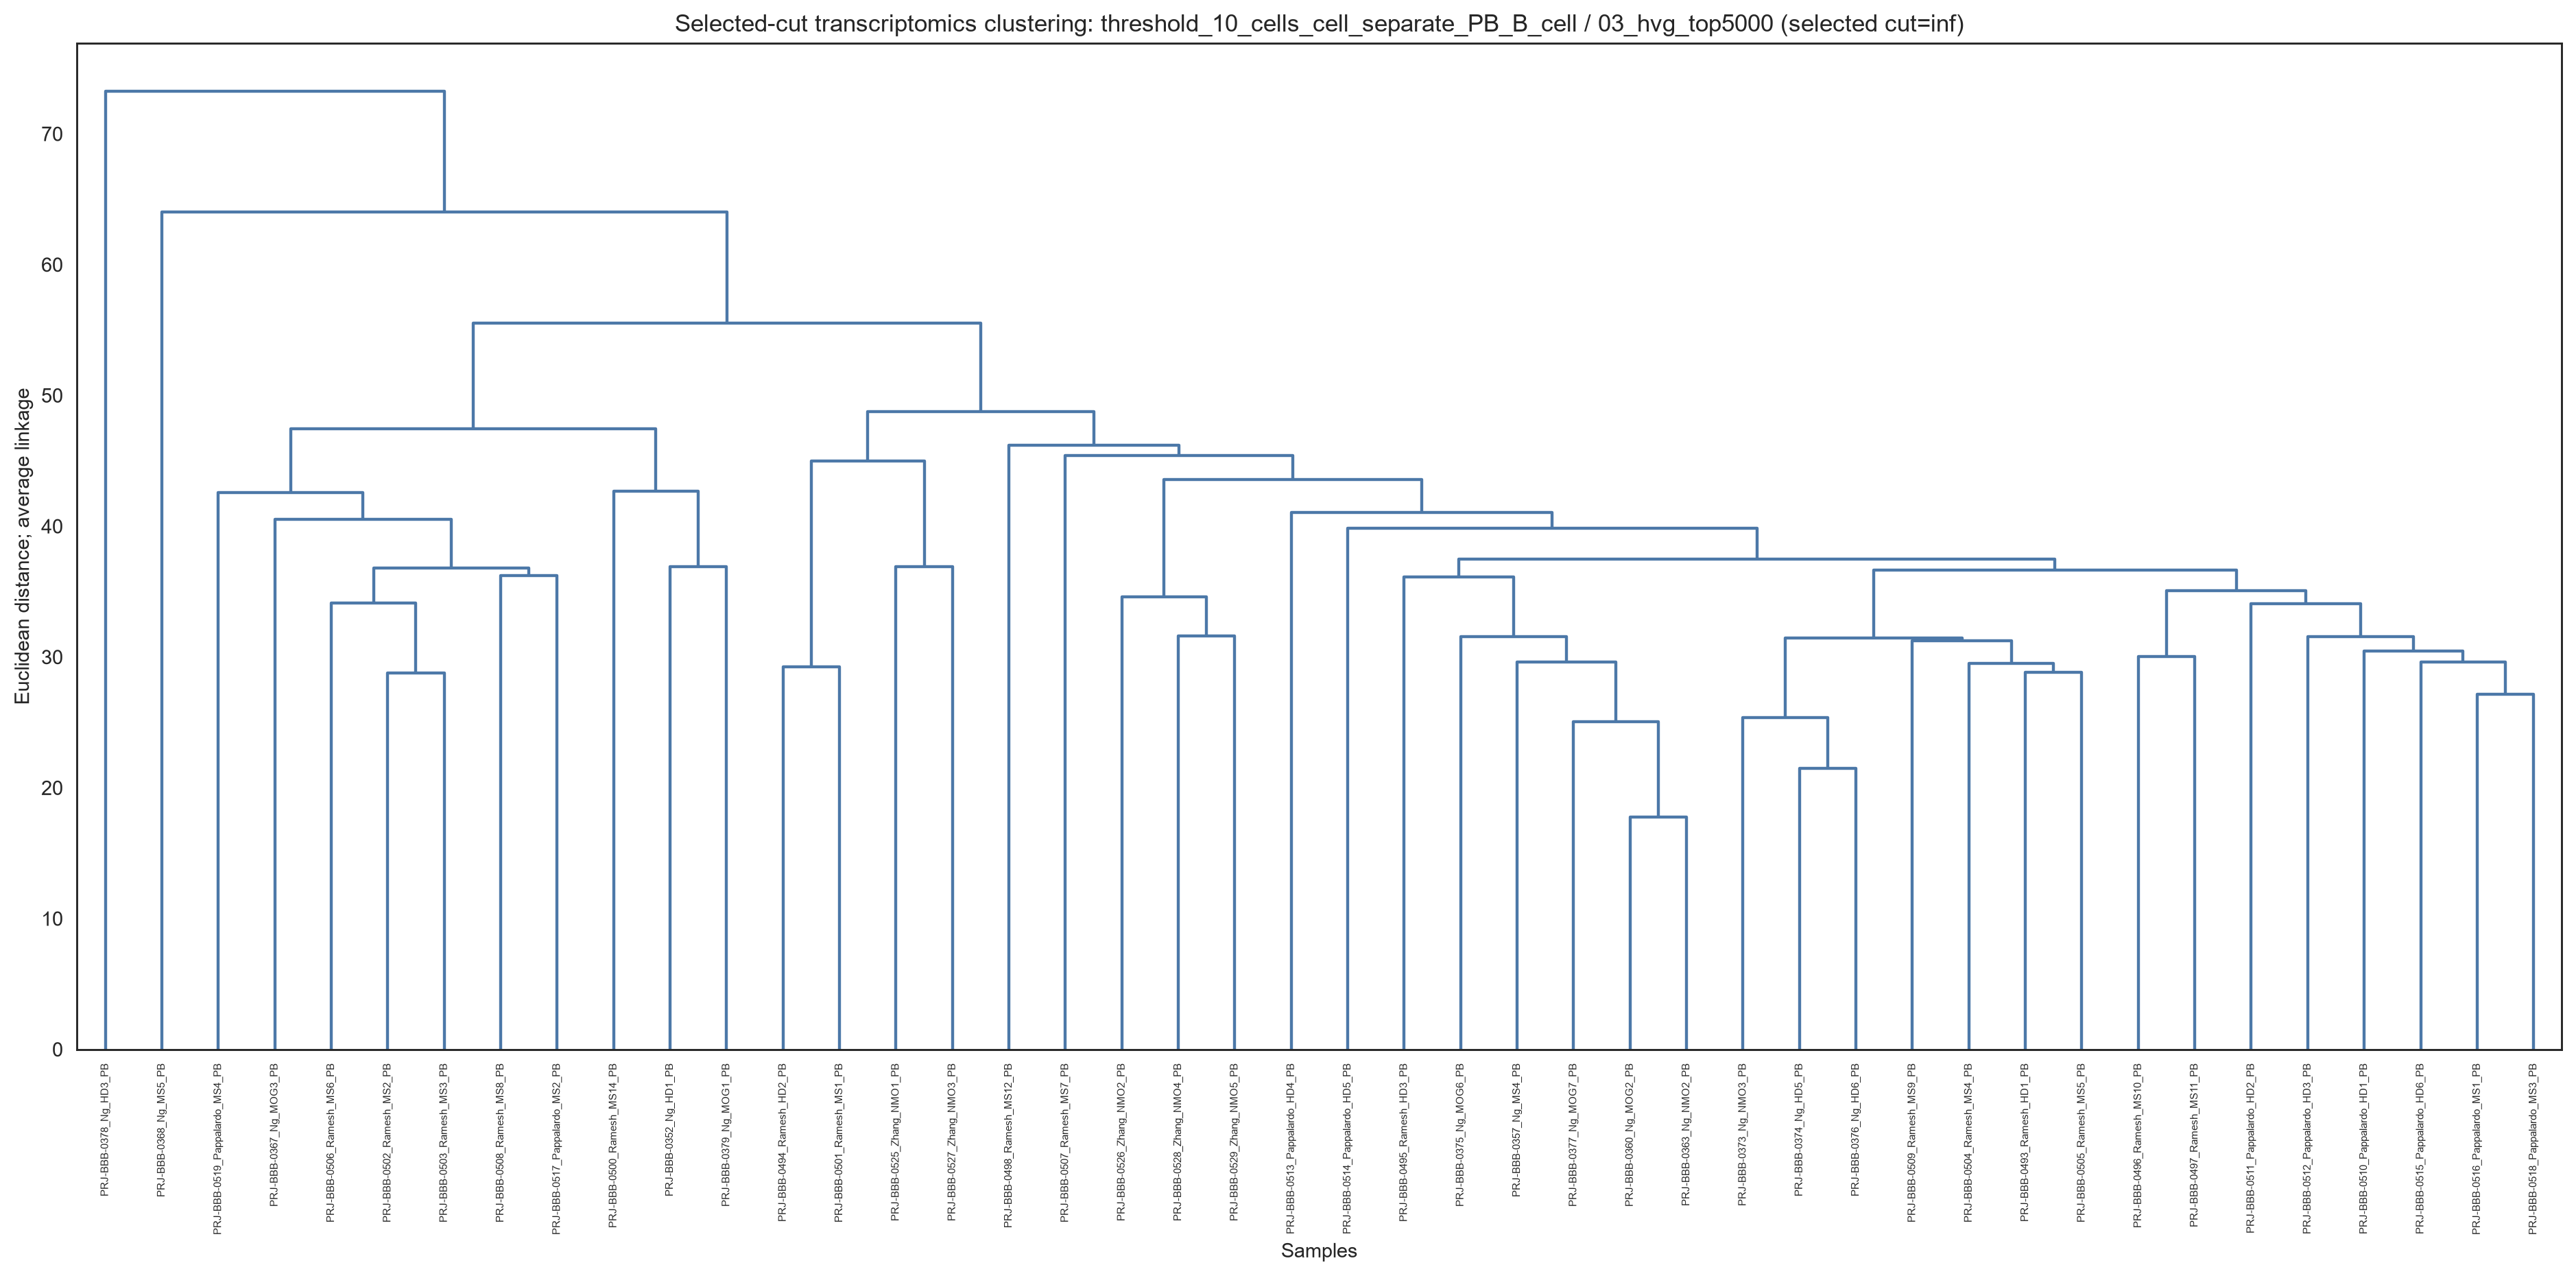 Selected-cut transcriptomics clustering: threshold_10_cells_cell_separate_PB_B_cell / 03_hvg_top5000 (selected cut=inf)
Euclidean distance; average linkage
70
60
50
40
30
20
10
0
PRJ-BBB-0378_Ng_HD3_PB
PRJ-BBB-0368_Ng_MS5_PB
PRJ-BBB-0519_Pappalardo_MS4_PB
PRJ-BBB-0367_Ng_MOG3_PB
PRJ-BBB-0506_Ramesh_MS6_PB
PRJ-BBB-0502_Ramesh_MS2_PB
PRJ-BBB-0503_Ramesh_MS3_PB
PRJ-BBB-0508_Ramesh_MS8_PB
PRJ-BBB-0517_Pappalardo_MS2_PB
PRJ-BBB-0500_Ramesh_MS14_PB
PRJ-BBB-0352_Ng_HD1_PB
PRJ-BBB-0379_Ng_MOG1_PB
PRJ-BBB-0494_Ramesh_HD2_PB
PRJ-BBB-0501_Ramesh_MS1_PB
PRJ-BBB-0525_Zhang_NMO1_PB
PRJ-BBB-0527_Zhang_NMO3_PB
PRJ-BBB-0498_Ramesh_MS12_PB
PRJ-BBB-0507_Ramesh_MS7_PB
PRJ-BBB-0526_Zhang_NMO2_PB
PRJ-BBB-0528_Zhang_NMO4_PB
PRJ-BBB-0529_Zhang_NMO5_PB
PRJ-BBB-0513_Pappalardo_HD4_PB
PRJ-BBB-0514_Pappalardo_HD5_PB
PRJ-BBB-0495_Ramesh_HD3_PB
PRJ-BBB-0375_Ng_MOG6_PB
PRJ-BBB-0357_Ng_MS4_PB
PRJ-BBB-0377_Ng_MOG7_PB
PRJ-BBB-0360_Ng_MOG2_PB
PRJ-BBB-0363_Ng_NMO2_PB
PRJ-BBB-0373_Ng_NMO3_PB
PRJ-BBB-0374_Ng_HD5_PB
PRJ-BBB-0376_Ng_HD6_PB
PRJ-BBB-0509_Ramesh_MS9_PB
PRJ-BBB-0504_Ramesh_MS4_PB
PRJ-BBB-0493_Ramesh_HD1_PB
PRJ-BBB-0505_Ramesh_MS5_PB
PRJ-BBB-0496_Ramesh_MS10_PB
PRJ-BBB-0497_Ramesh_MS11_PB
PRJ-BBB-0511_Pappalardo_HD2_PB
PRJ-BBB-0512_Pappalardo_HD3_PB
PRJ-BBB-0510_Pappalardo_HD1_PB
PRJ-BBB-0515_Pappalardo_HD6_PB
PRJ-BBB-0516_Pappalardo_MS1_PB
PRJ-BBB-0518_Pappalardo_MS3_PB
Samples